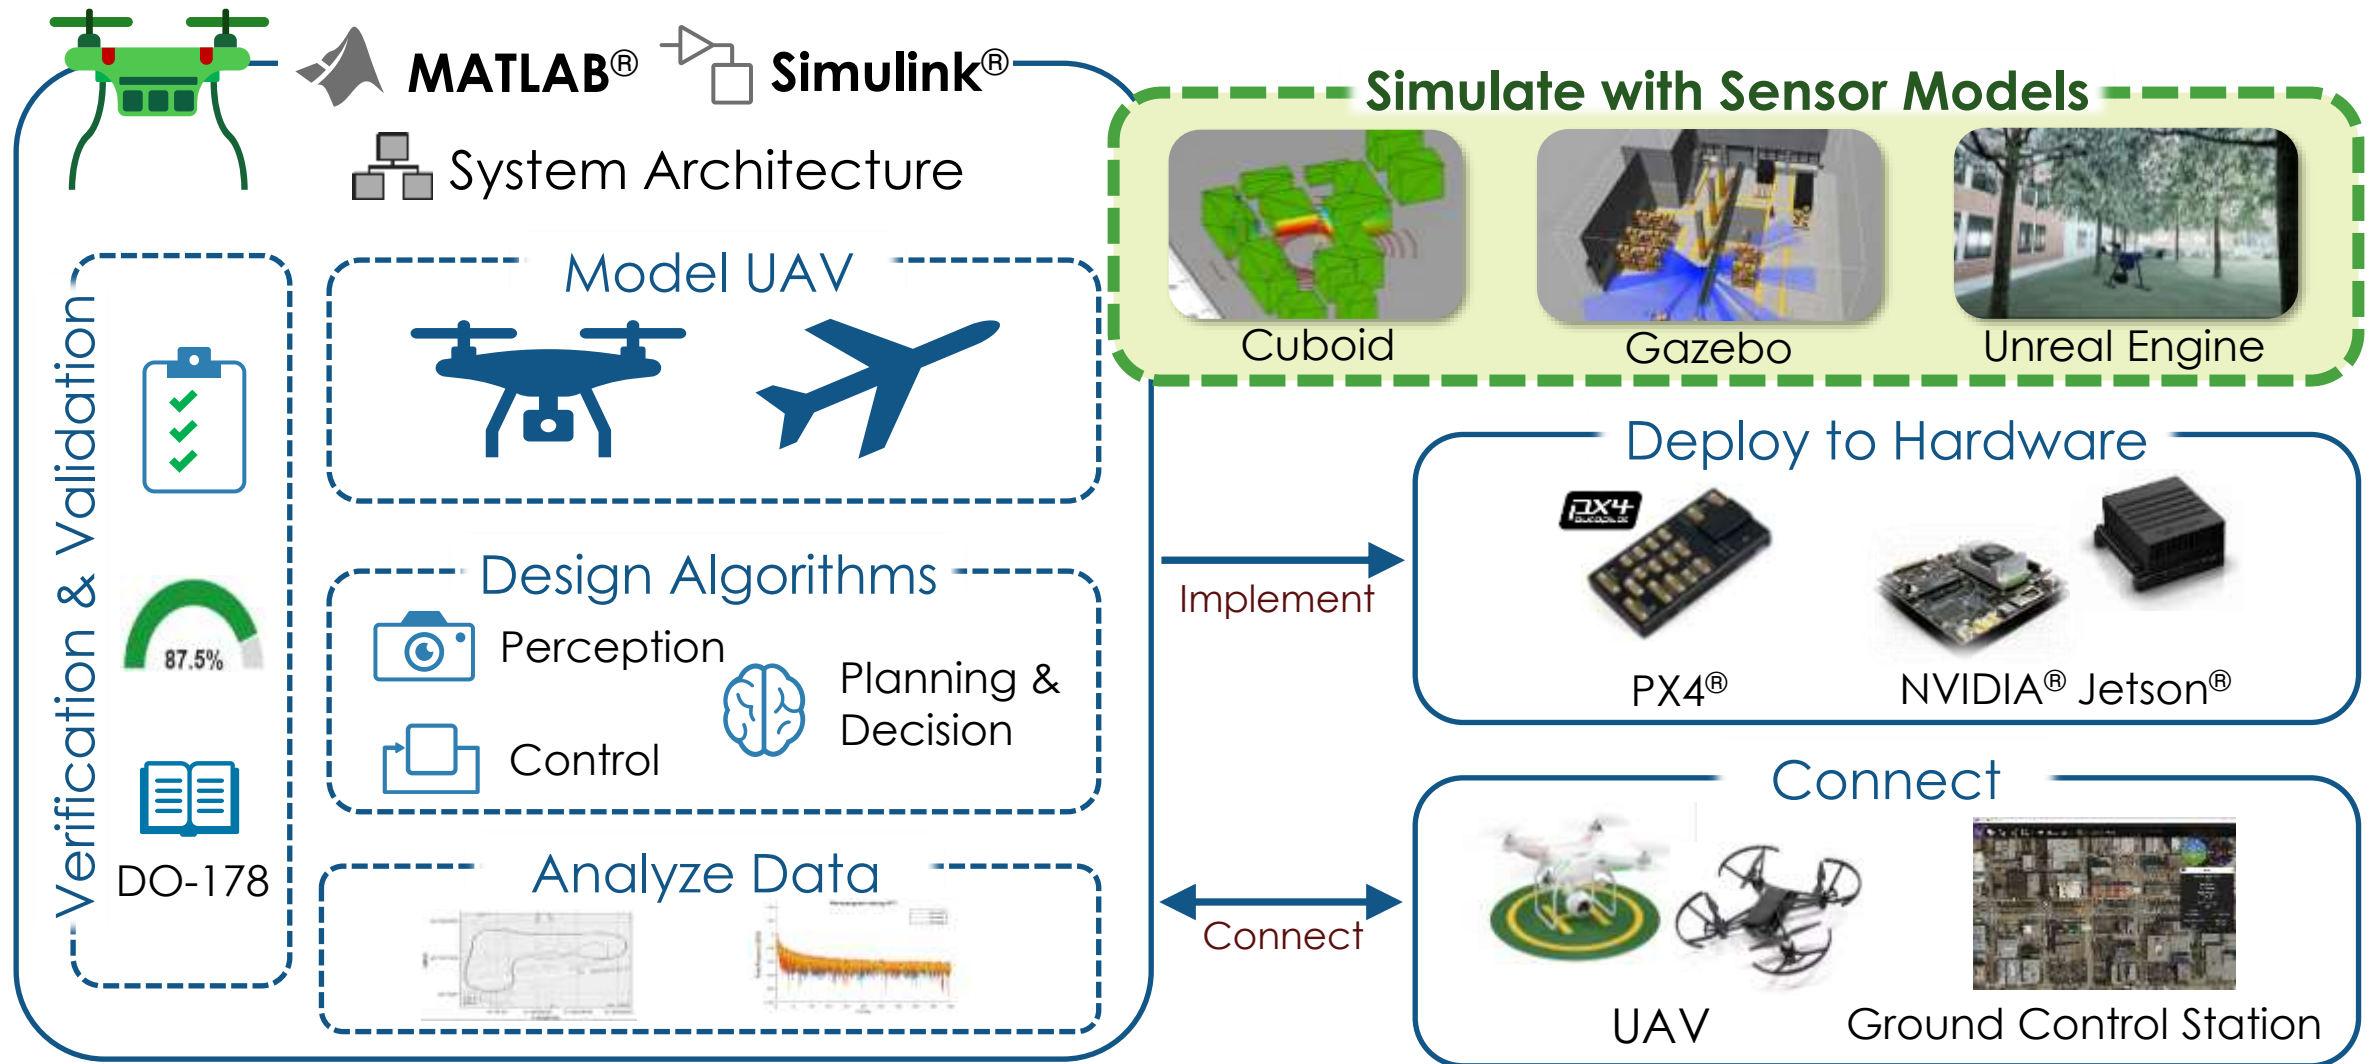 MATLAB®
Simulink®
System Architecture
Simulate with Sensor Models
Cuboid
Gazebo
Unreal Engine
Verification & Validation
87.5%
DO-178
Model UAV
Design Algorithms
Perception
Planning &
Decision
Control
Analyze Data
Implement
Connect
Deploy to Hardware
PX4
PX4®
NVIDIA® Jetson®
Connect
UAV
Ground Control Station